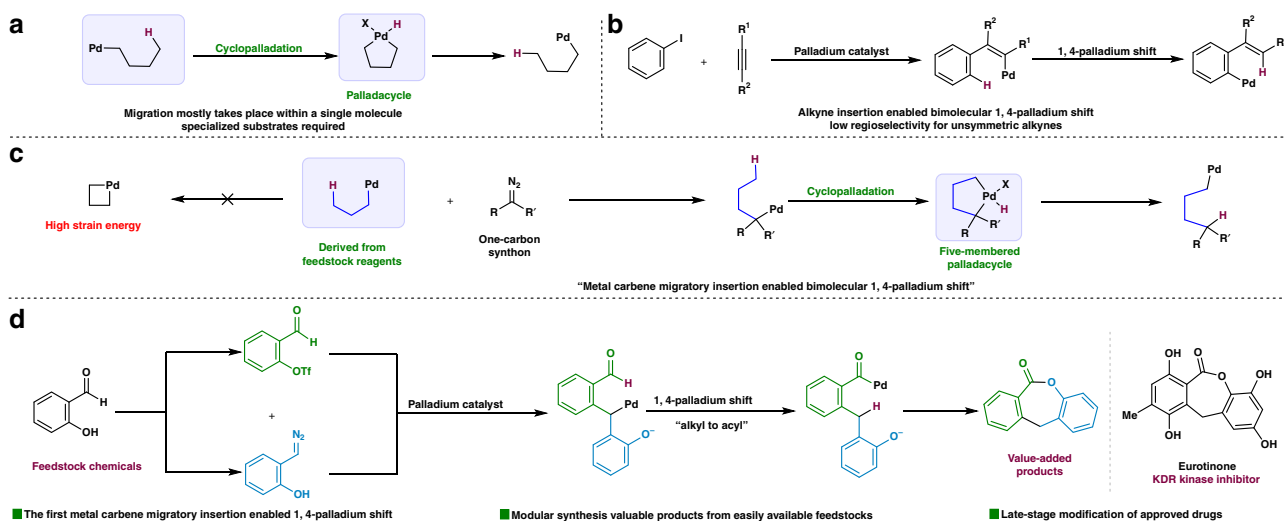 a
Pd
H
Cyclopalladation
X
H
Pd
Palladacycle
H
Pd
Migration mostly takes place within a single molecule
specialized substrates required
b
I
+
R1
R2
Palladium catalyst
R2
R1
H
Pd
1, 4-palladium shift
R2
R
H
Pd
Alkyne insertion enabled bimolecular 1, 4-palladium shift
low regioselectivity for unsymmetric alkynes
c
Pd
High strain energy
H
Pd
Derived from
feedstock reagents
+
N2
R
R′
One-carbon
synthon
H
Pd
R
R′
Cyclopalladation
X
Pd
H
R′
R
Five-membered
palladacycle
Pd
H
R
R′
“Metal carbene migratory insertion enabled bimolecular 1, 4-palladium shift”
d
O
H
OH
Feedstock chemicals
O
H
OTf
+
N2
OH
Palladium catalyst
O
H
Pd
O−
1, 4-palladium shift
“alkyl to acyl”
O
Pd
H
O−
O
O
Value-added
products
OH
O
O
OH
Me
OH
OH
Eurotinone
KDR kinase inhibitor
The first metal carbene migratory insertion enabled 1, 4-palladium shift
Modular synthesis valuable products from easily available feedstocks
Late-stage modification of approved drugs